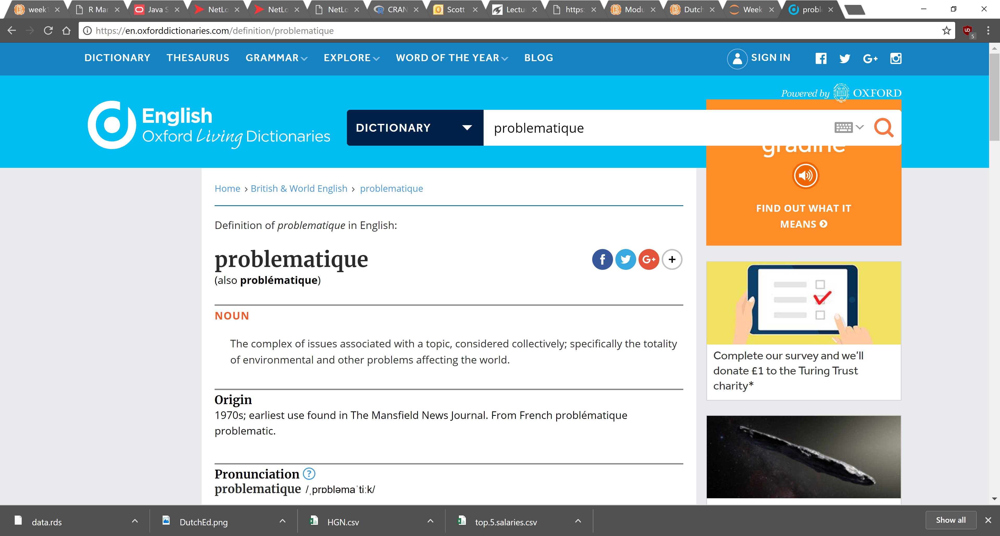 week1
R Mar
Java S
NetLo
NetLo
NetLo
CRAN
Scott
Lectu
https:
Modu
Dutch
Week
probl
https://en.oxforddictionaries.com/definition/problematique
5
DICTIONARY
THESAURUS
GRAMMAR
EXPLORE
WORD OF THE YEAR
BLOG
SIGN IN
G+
Powered by OXFORD
English
Oxford Living Dictionaries
DICTIONARY
problematique
gradine
FIND OUT WHAT IT
MEANS
Home › British & World English › problematique
Definition of problematique in English:
problematique
(also problématique)
f
G+
+
NOUN
The complex of issues associated with a topic, considered collectively; specifically the totality
of environmental and other problems affecting the world.
Complete our survey and we'll
donate £1 to the Turing Trust
charity*
Origin
1970s; earliest use found in The Mansfield News Journal. From French problématique
problematic.
Pronunciation ?
problematique /ˌprɒbləmaˈtiːk/
data.rds
DutchEd.png
HGN.csv
top.5.salaries.csv
Show all